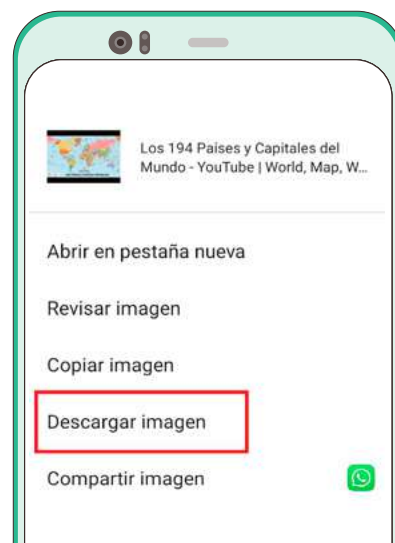 Los 194 Paises y Capitales del
Mundo - YouTube | World, Map, W...
Abrir en pestaña nueva
Revisar imagen
Copiar imagen
Descargar imagen
Compartir imagen